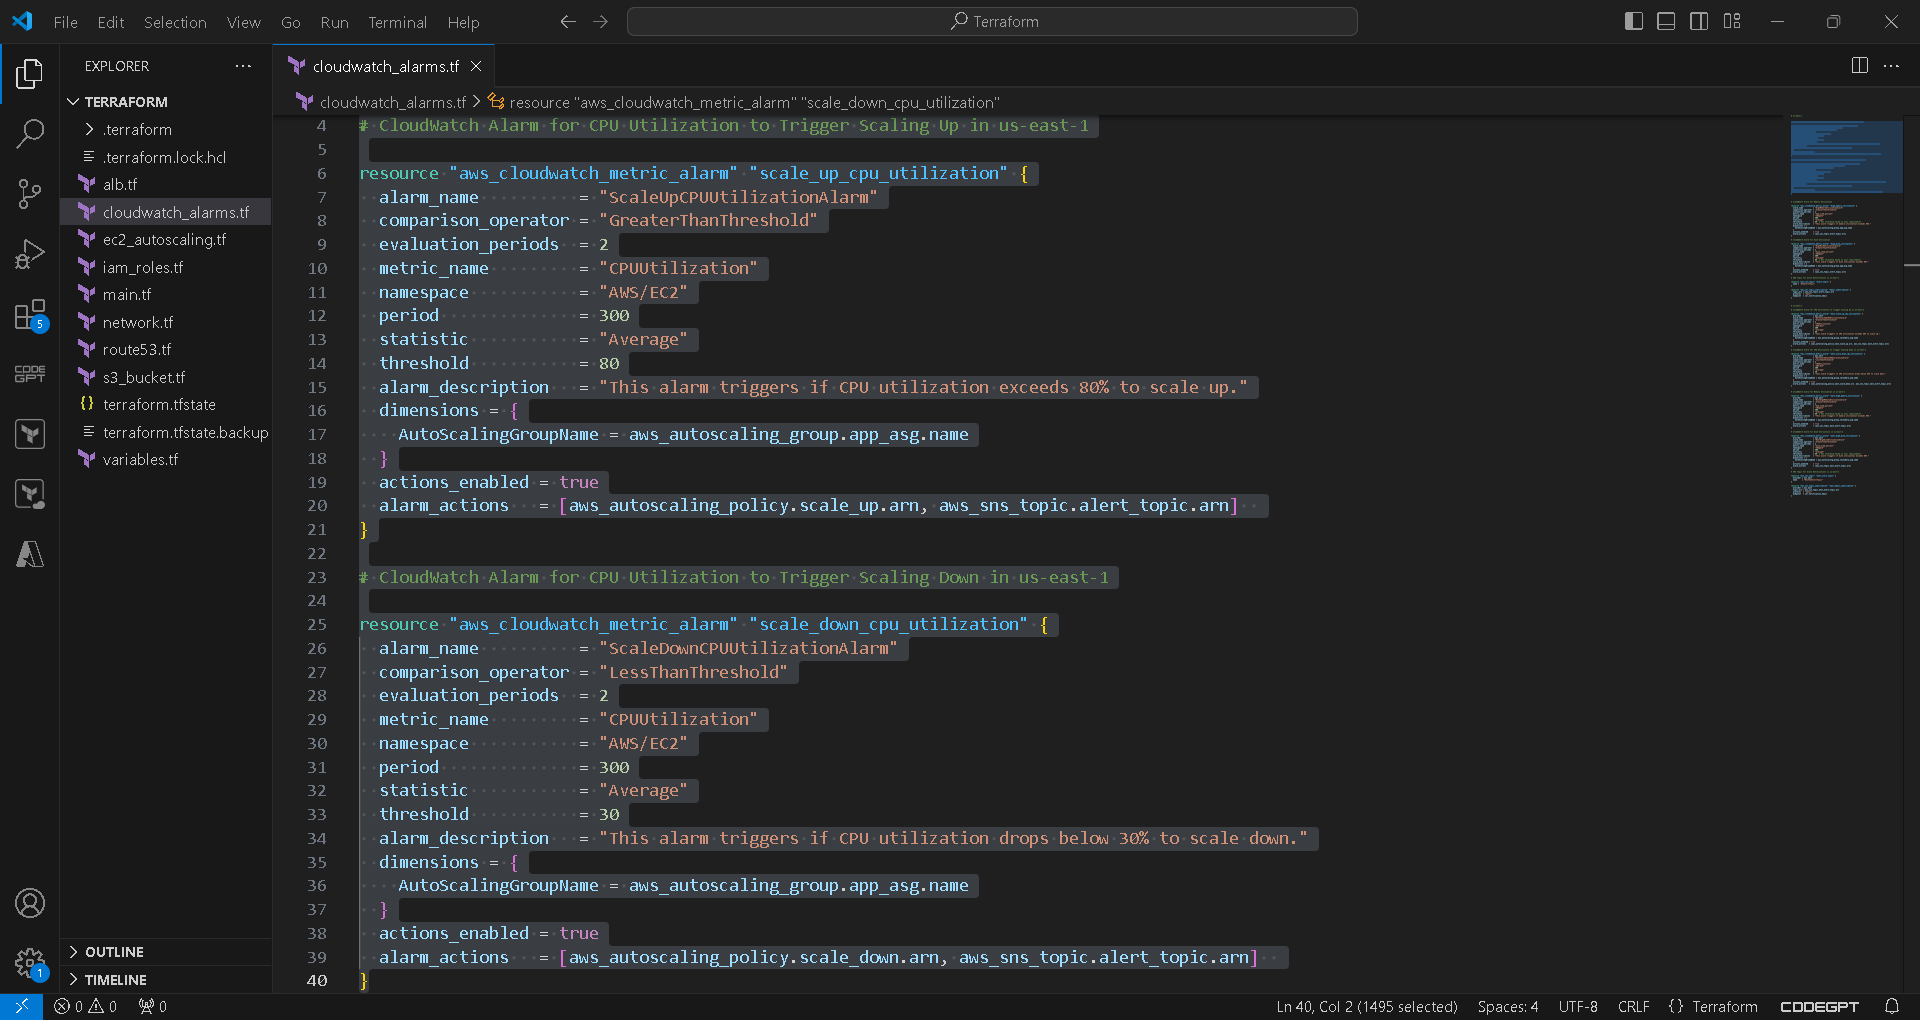 File Edit Selection View Go Run Terminal Help
Terraform
EXPLORER
TERRAFORM
.terraform
.terraform.lock.hcl
alb.tf
cloudwatch_alarms.tf
ec2_autoscaling.tf
iam_roles.tf
main.tf
network.tf
route53.tf
s3_bucket.tf
{} terraform.tfstate
terraform.tfstate.backup
variables.tf
OUTLINE
TIMELINE
5
CODE GPT
1
cloudwatch_alarms.tf
cloudwatch_alarms.tf > resource "aws_cloudwatch_metric_alarm" "scale_down_cpu_utilization"
4 # CloudWatch Alarm for CPU Utilization to Trigger Scaling Up in us-east-1
5
6 resource "aws_cloudwatch_metric_alarm" "scale_up_cpu_utilization" {
7 alarm_name = "ScaleUpCPUUtilizationAlarm"
8 comparison_operator = "GreaterThanThreshold"
9 evaluation_periods = 2
10 metric_name = "CPUUtilization"
11 namespace = "AWS/EC2"
12 period = 300
13 statistic = "Average"
14 threshold = 80
15 alarm_description = "This alarm triggers if CPU utilization exceeds 80% to scale up."
16 dimensions = {
17 AutoScalingGroupName = aws_autoscaling_group.app_asg.name
18 }
19 actions_enabled = true
20 alarm_actions = [aws_autoscaling_policy.scale_up.arn, aws_sns_topic.alert_topic.arn]
21 }
22
23 # CloudWatch Alarm for CPU Utilization to Trigger Scaling Down in us-east-1
24
25 resource "aws_cloudwatch_metric_alarm" "scale_down_cpu_utilization" {
26 alarm_name = "ScaleDownCPUUtilizationAlarm"
27 comparison_operator = "LessThanThreshold"
28 evaluation_periods = 2
29 metric_name = "CPUUtilization"
30 namespace = "AWS/EC2"
31 period = 300
32 statistic = "Average"
33 threshold = 30
34 alarm_description = "This alarm triggers if CPU utilization drops below 30% to scale down."
35 dimensions = {
36 AutoScalingGroupName = aws_autoscaling_group.app_asg.name
37 }
38 actions_enabled = true
39 alarm_actions = [aws_autoscaling_policy.scale_down.arn, aws_sns_topic.alert_topic.arn]
40 }
0 0 0
Ln 40, Col 2 (1495 selected) Spaces: 4 UTF-8 CRLF {} Terraform CODEGPT